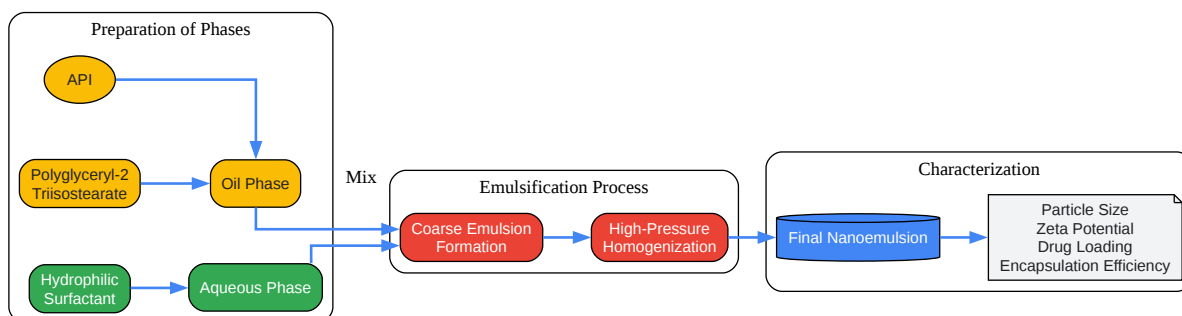 Preparation of Phases
API
Polyglyceryl-2
Triisostearate
Oil Phase
Hydrophilic
Surfactant
Aqueous Phase
Mix
Emulsification Process
Coarse Emulsion
Formation
High-Pressure
Homogenization
Characterization
Final Nanoemulsion
Particle Size
Zeta Potential
Drug Loading
Encapsulation Efficiency